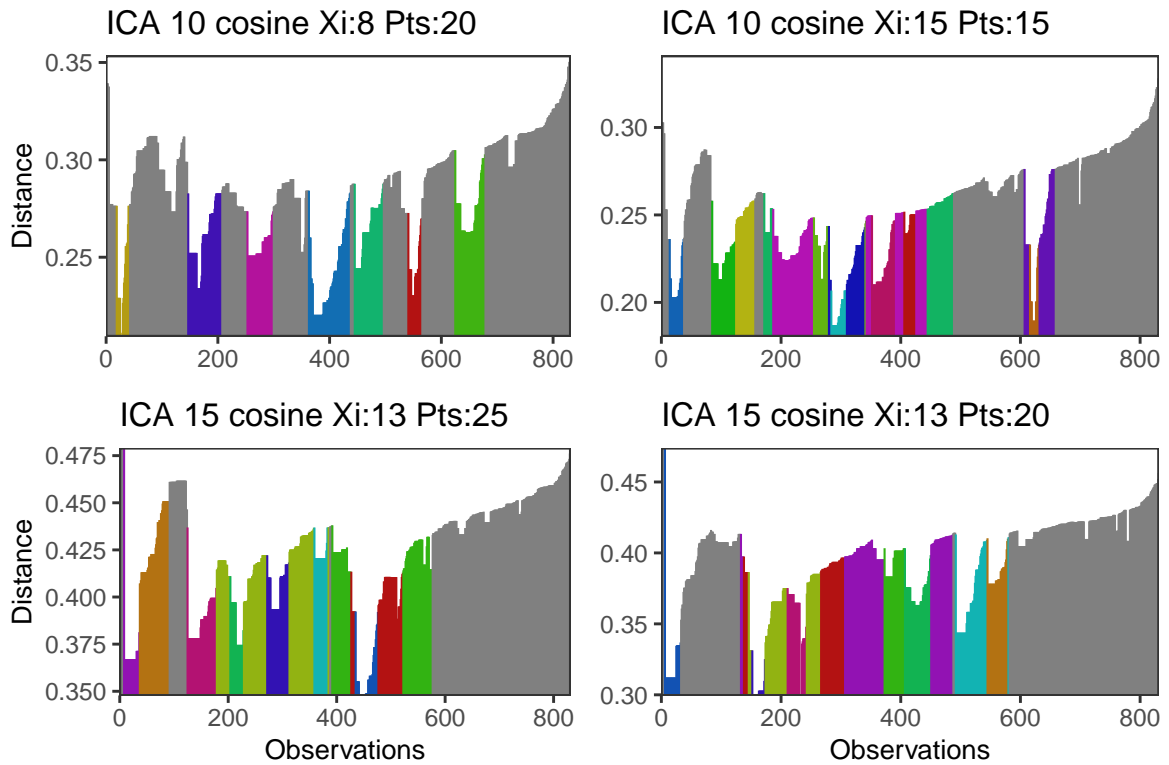 ICA 10 cosine Xi:8 Pts:20
ICA 10 cosine Xi:15 Pts:15
Distance
0.35
0.30
0.25
0 200 400 600 800
0.30
0.25
0.20
0 200 400 600 800
ICA 15 cosine Xi:13 Pts:25
ICA 15 cosine Xi:13 Pts:20
Distance
0.475
0.450
0.425
0.400
0.375
0.350
0 200 400 600 800
Observations
0.45
0.40
0.35
0.30
0 200 400 600 800
Observations